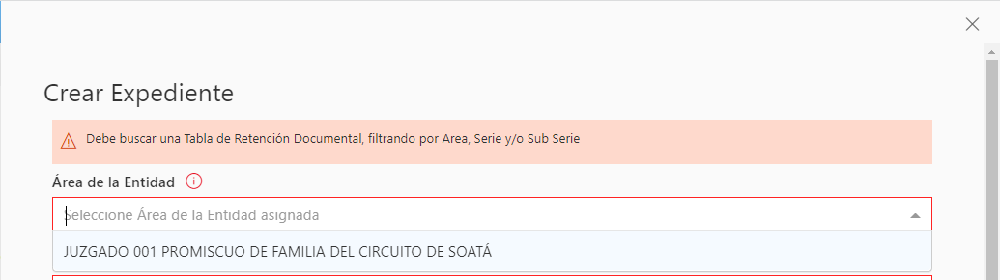 Crear Expediente
Debe buscar una Tabla de Retención Documental, filtrando por Area, Serie y/o Sub Serie
Área de la Entidad
Seleccione Área de la Entidad asignada
JUZGADO 001 PROMISCUO DE FAMILIA DEL CIRCUITO DE SOATÁ